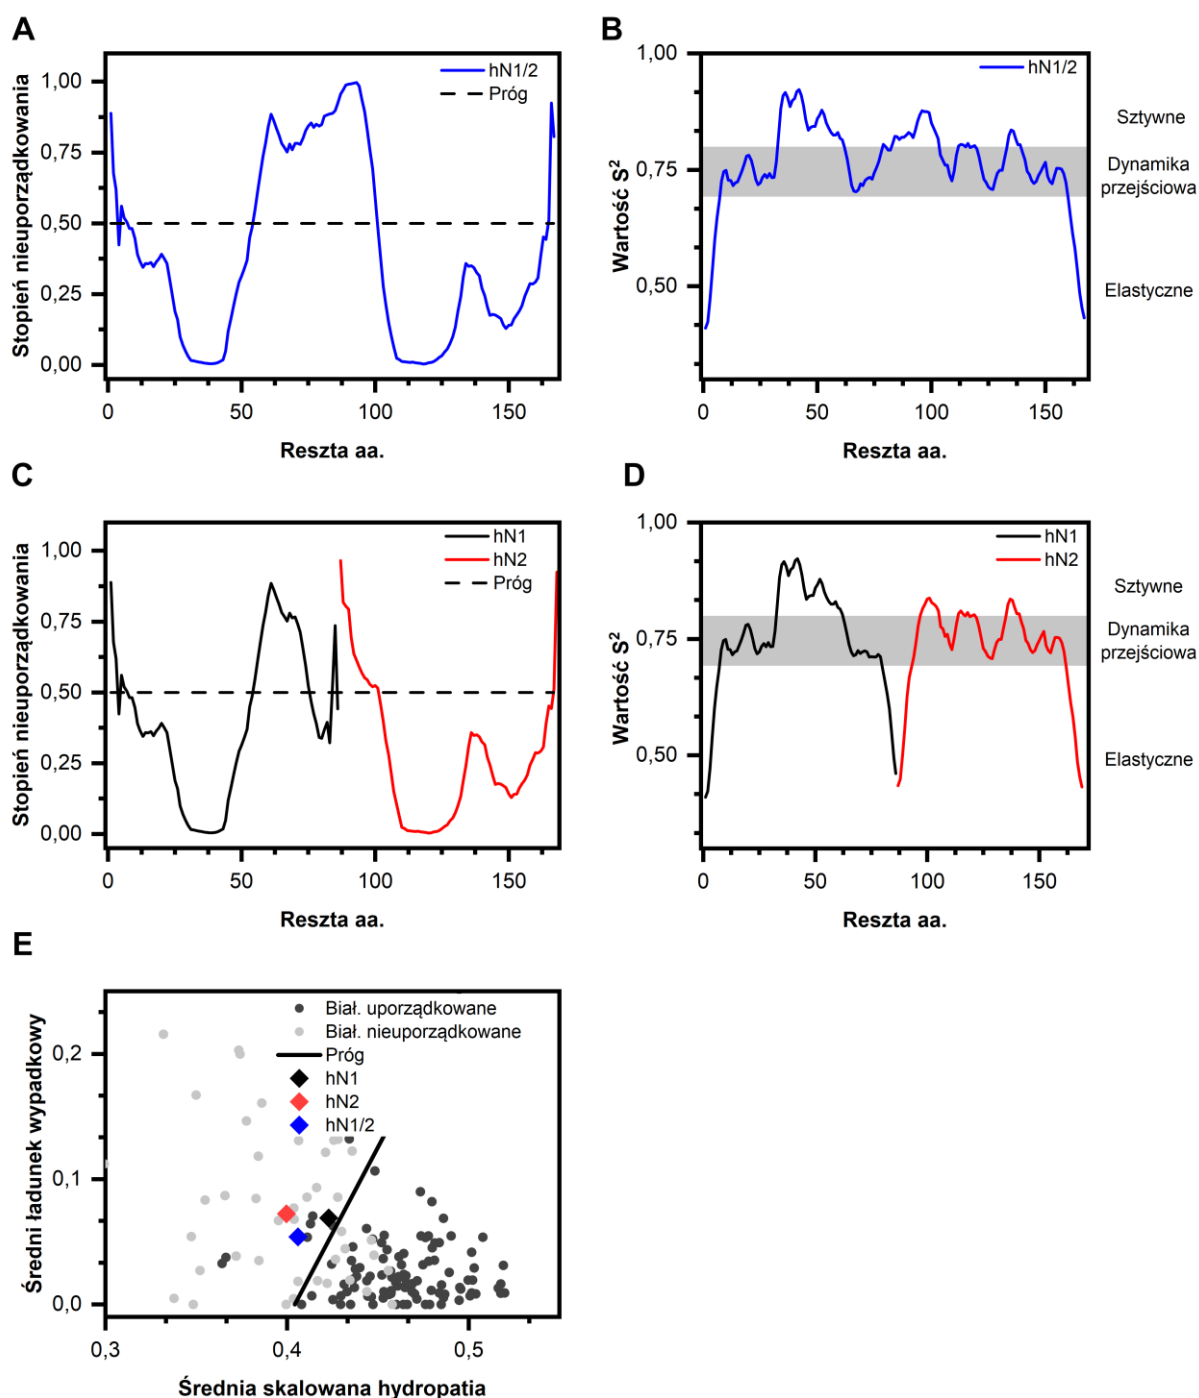 A
Stopień nieuporządkowania
1,00
0,75
0,50
0,25
0,00
hN1/2
Próg
0
50
100
150
Reszta aa.
B
Wartość S²
1,00
0,75
0,50
hN1/2
Sztywne
Dynamika
przejściowa
Elastyczne
0
50
100
150
Reszta aa.
C
Stopień nieuporządkowania
1,00
0,75
0,50
0,25
0,00
hN1
hN2
Próg
0
50
100
150
Reszta aa.
D
Wartość S²
1,00
0,75
0,50
hN1
hN2
Sztywne
Dynamika
przejściowa
Elastyczne
0
50
100
150
Reszta aa.
E
Średni ładunek wypadkowy
0,2
0,1
0,0
Biał. uporządkowane
Biał. nieuporządkowane
Próg
hN1
hN2
hN1/2
0,3
0,4
0,5
Średnia skalowana hydropatia